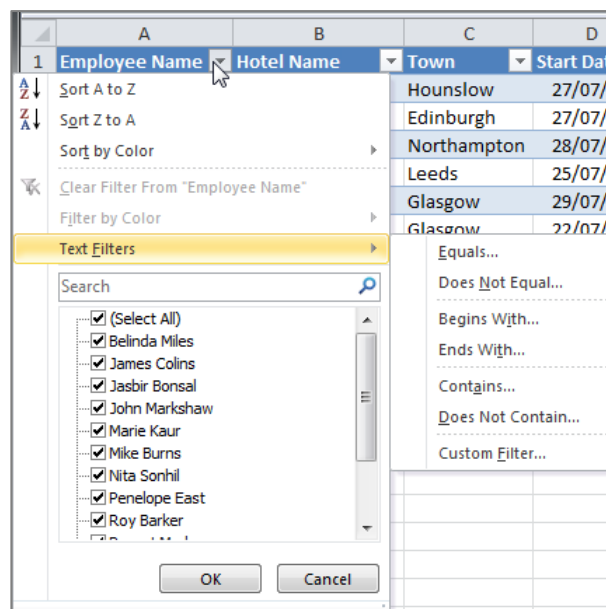 A B C D
1 Employee Name Hotel Name Town Start Dat
Sort A to Z
Sort Z to A
Sort by Color
Clear Filter From "Employee Name"
Filter by Color
Text Filters
Search
(Select All)
Belinda Miles
James Colins
Jasbir Bonsal
John Markshaw
Marie Kaur
Mike Burns
Nita Sonhil
Penelope East
Roy Barker
OK Cancel
Hounslow 27/07/
Edinburgh 27/07/
Northampton 28/07/
Leeds 25/07/
Glasgow 29/07/
Glasgow 22/07/
Equals...
Does Not Equal...
Begins With...
Ends With...
Contains...
Does Not Contain...
Custom Filter...